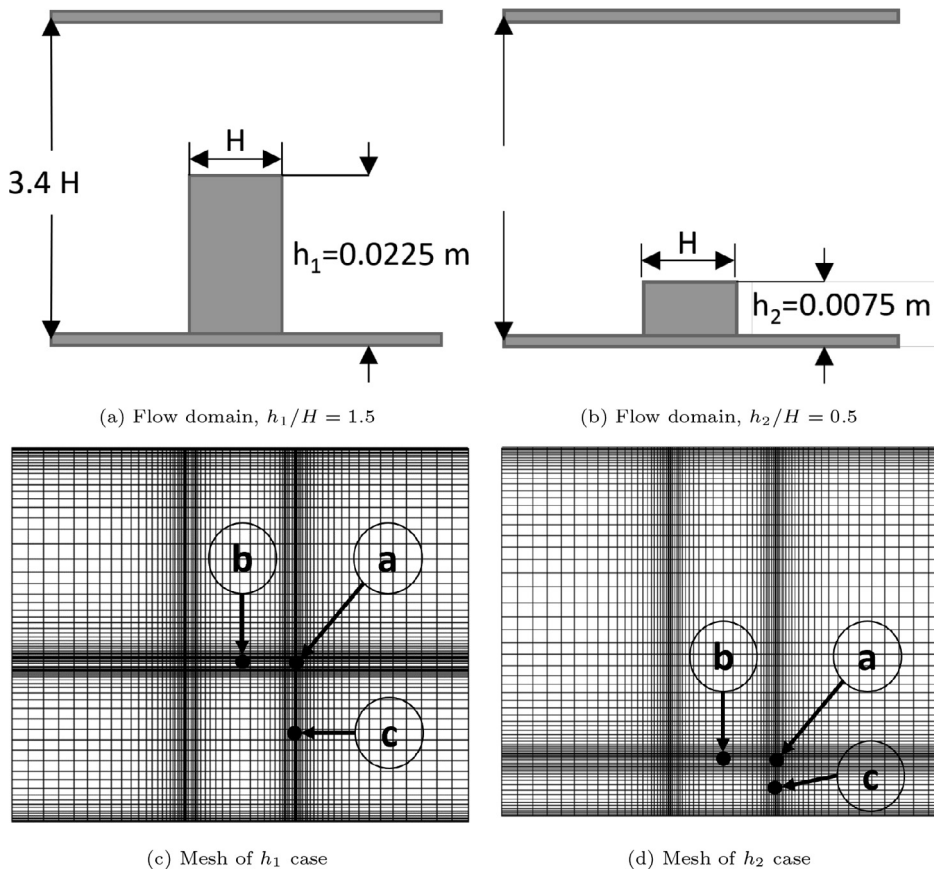 H
3.4 H
h₁=0.0225 m
H
h₂=0.0075 m
(a) Flow domain, h₁/H = 1.5
(b) Flow domain, h₂/H = 0.5
b
a
c
b
a
c
(c) Mesh of h₁ case
(d) Mesh of h₂ case